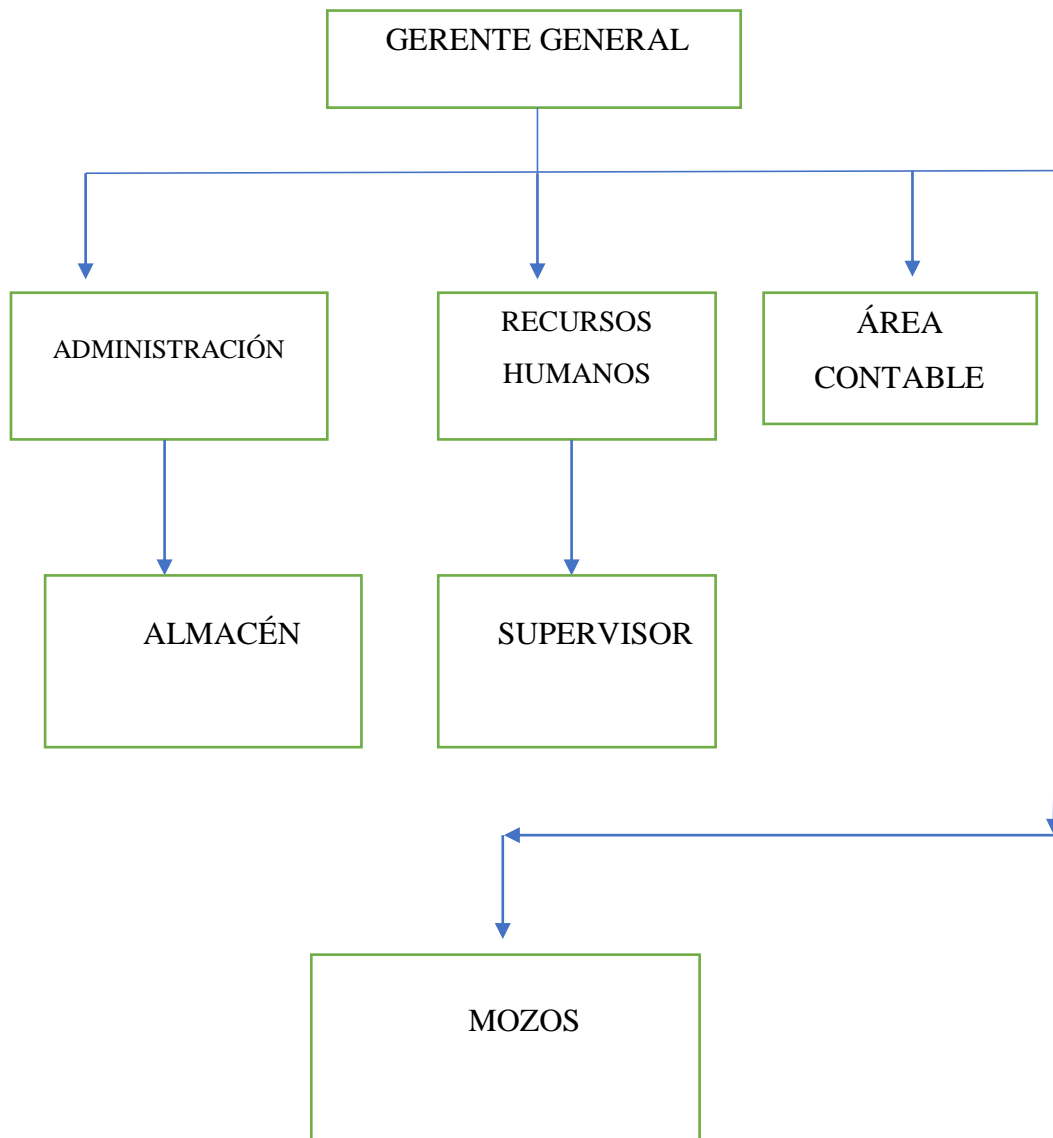 GERENTE GENERAL
ADMINISTRACIÓN
RECURSOS
HUMANOS
ÁREA
CONTABLE
ALMACÉN
SUPERVISOR
MOZOS